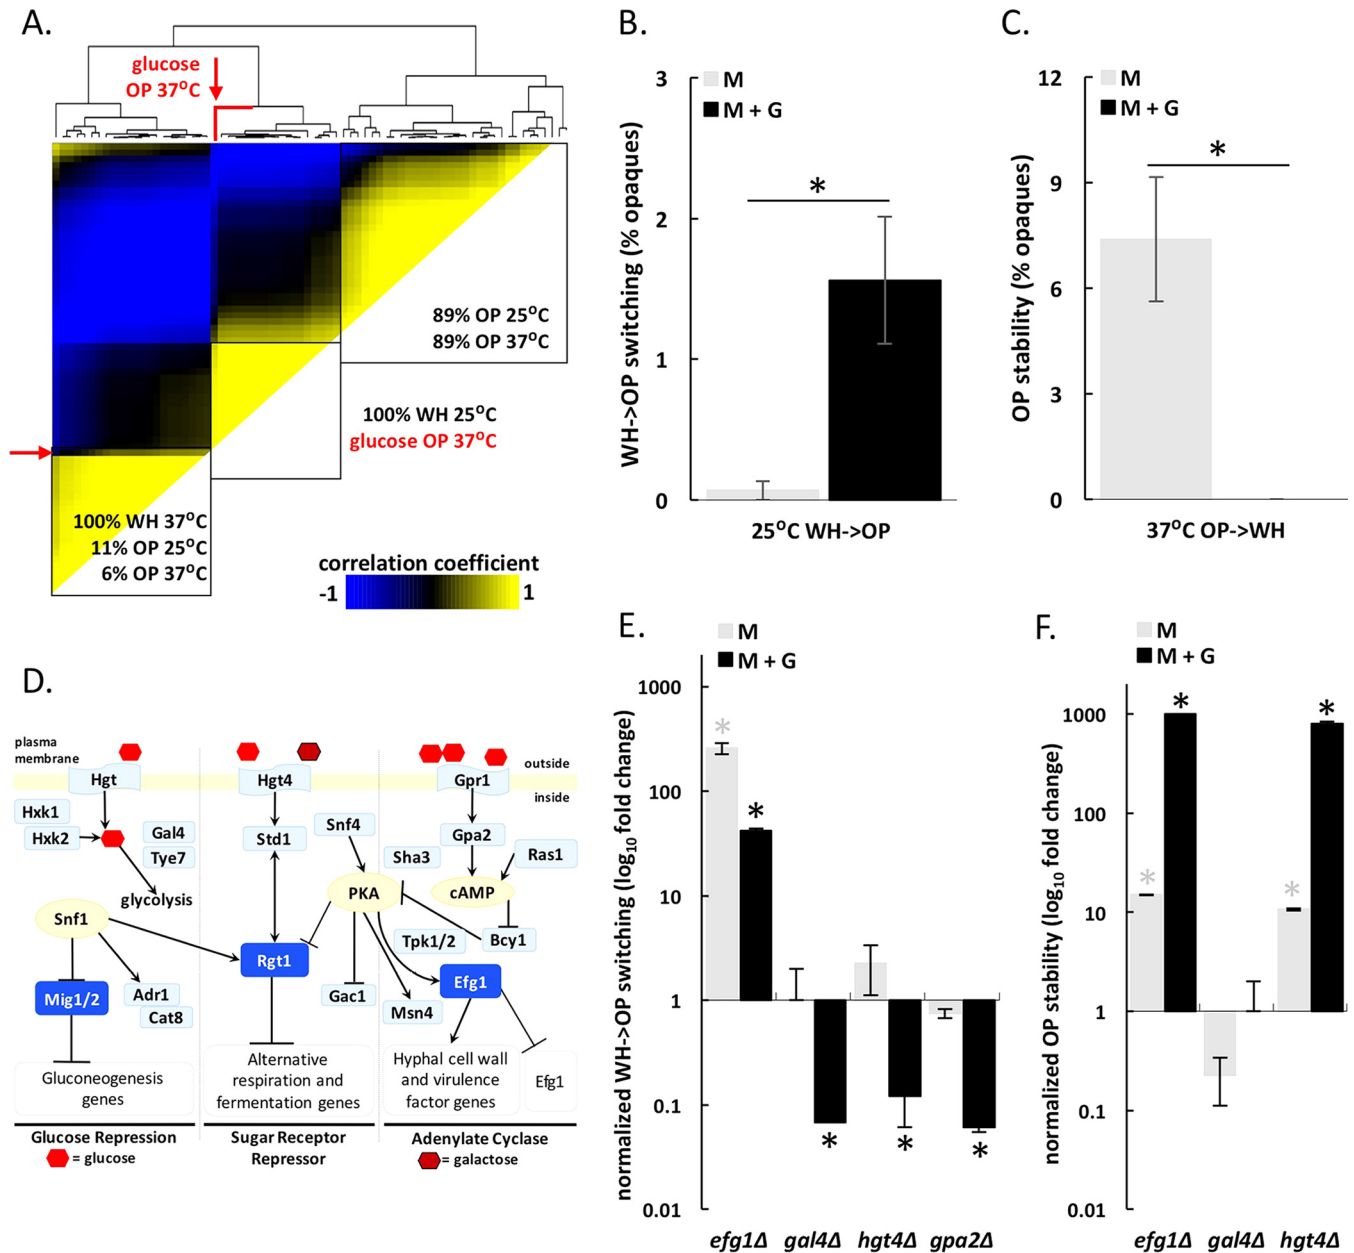 A.
glucose
OP 37°C
89% OP 25°C
89% OP 37°C
100% WH 25°C
glucose OP 37°C
100% WH 37°C
11% OP 25°C
6% OP 37°C
correlation coefficient
-1
1
B.
M
M + G
WH->OP switching (% opaques)
3
2
1
0
*
25°C WH->OP
C.
M
M + G
OP stability (% opaques)
12
9
6
3
0
*
37°C OP->WH
D.
plasma
membrane
outside
inside
Hgt
Hgt4
Gpr1
Hxk1
Hxk2
Gal4
Tye7
glycolysis
Std1
Snf4
Sha3
Gpa2
Ras1
PKA
cAMP
Snf1
Rgt1
Tpk1/2
Bcy1
Mig1/2
Adr1
Cat8
Gac1
Msn4
Efg1
Gluconeogenesis
genes
Alternative
respiration and
fermentation genes
Hyphal cell wall
and virulence
factor genes
Efg1
Glucose Repression
Sugar Receptor
Repressor
Adenylate Cyclase
= glucose
= galactose
E.
M
M + G
normalized WH->OP switching (log10 fold change)
1000
100
10
1
0.1
0.01
*
*
*
*
*
efg1Δ gal4Δ hgt4Δ gpa2Δ
F.
M
M + G
normalized OP stability (log10 fold change)
1000
100
10
1
0.1
0.01
*
*
*
*
efg1Δ gal4Δ hgt4Δ